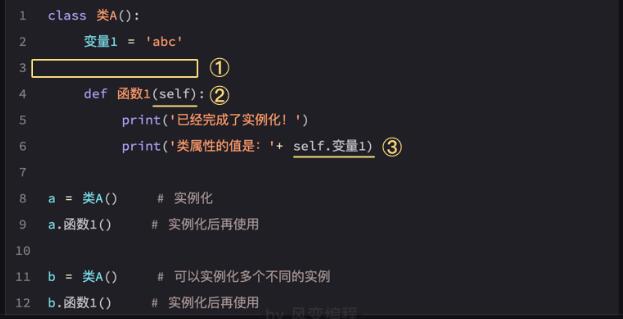 1 class 类A():
2 变量1 = 'abc'
3 ①
4 def 函数1(self): ②
5 print('已经完成了实例化！')
6 print('类属性的值是：'+ self.变量1) ③
7
8 a = 类A() # 实例化
9 a.函数1() # 实例化后再使用
10
11 b = 类A() # 可以实例化多个不同的实例
12 b.函数1() # 实例化后再使用
by 风变编程